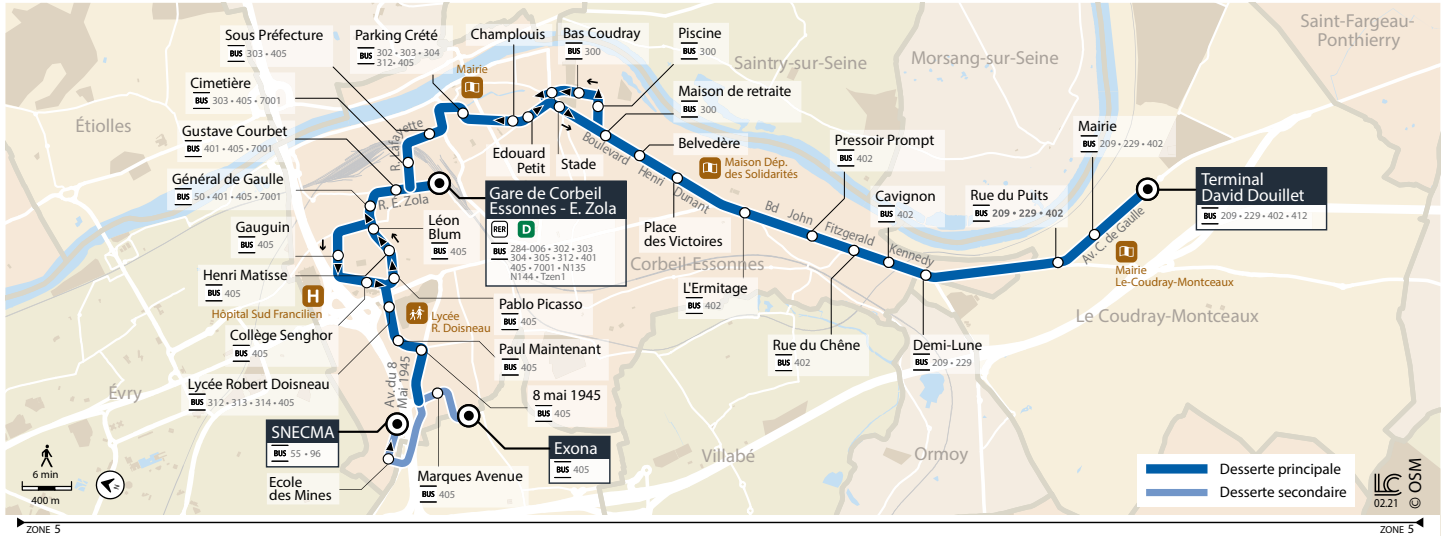 Sous Préfecture
BUS 303 • 405
Parking Crété
BUS 302 • 303 • 304
312 • 405
Champlouis
Bas Coudray
BUS 300
Piscine
BUS 300
Saint-Fargeau-
Ponthierry
Mairie
Saintry-sur-Seine
Morsang-sur-Seine
Cimetière
BUS 303 • 405 • 7001
Maison de retraite
BUS 300
Étiolles
Gustave Courbet
BUS 401 • 405 • 7001
R. Lafayette
Edouard
Petit
Stade
Boulevard Henri Dunant
Belvedère
Maison Dép.
des Solidarités
Pressoir Prompt
BUS 402
Mairie
BUS 209 • 229 • 402
Général de Gaulle
BUS 50 • 401 • 405 • 7001
R. É. Zola
Gare de Corbeil
Essonnes - E. Zola
RER D
BUS 284-006 • 302 • 303
304 • 305 • 312 • 401
405 • 7001 • N135
N144 • Tzen1
Terminal
David Douillet
BUS 209 • 229 • 402 • 412
Cavignon
BUS 402
Rue du Puits
BUS 209 • 229 • 402
Gauguin
BUS 405
Léon
Blum
BUS 405
Place
des Victoires
Bd John Fitzgerald Kennedy
Av. C. de Gaulle
Corbeil-Essonnes
Mairie
Le-Coudray-Montceaux
Henri Matisse
BUS 405
H
Hôpital Sud Francilien
Lycée
R. Doisneau
Pablo Picasso
BUS 405
L'Ermitage
BUS 402
Le Coudray-Montceaux
Collège Senghor
BUS 405
Paul Maintenant
BUS 405
Rue du Chêne
BUS 402
Demi-Lune
BUS 209 • 229
Évry
Lycée Robert Doisneau
BUS 312 • 313 • 314 • 405
Av. du 8
Mai 1945
8 mai 1945
BUS 405
SNECMA
BUS 55 • 96
Exona
BUS 405
Villabé
Ormoy
6 min
400 m
N
Ecole
des Mines
Marques Avenue
BUS 405
Desserte principale
Desserte secondaire
LC
02.21
© OSM
ZONE 5
ZONE 5